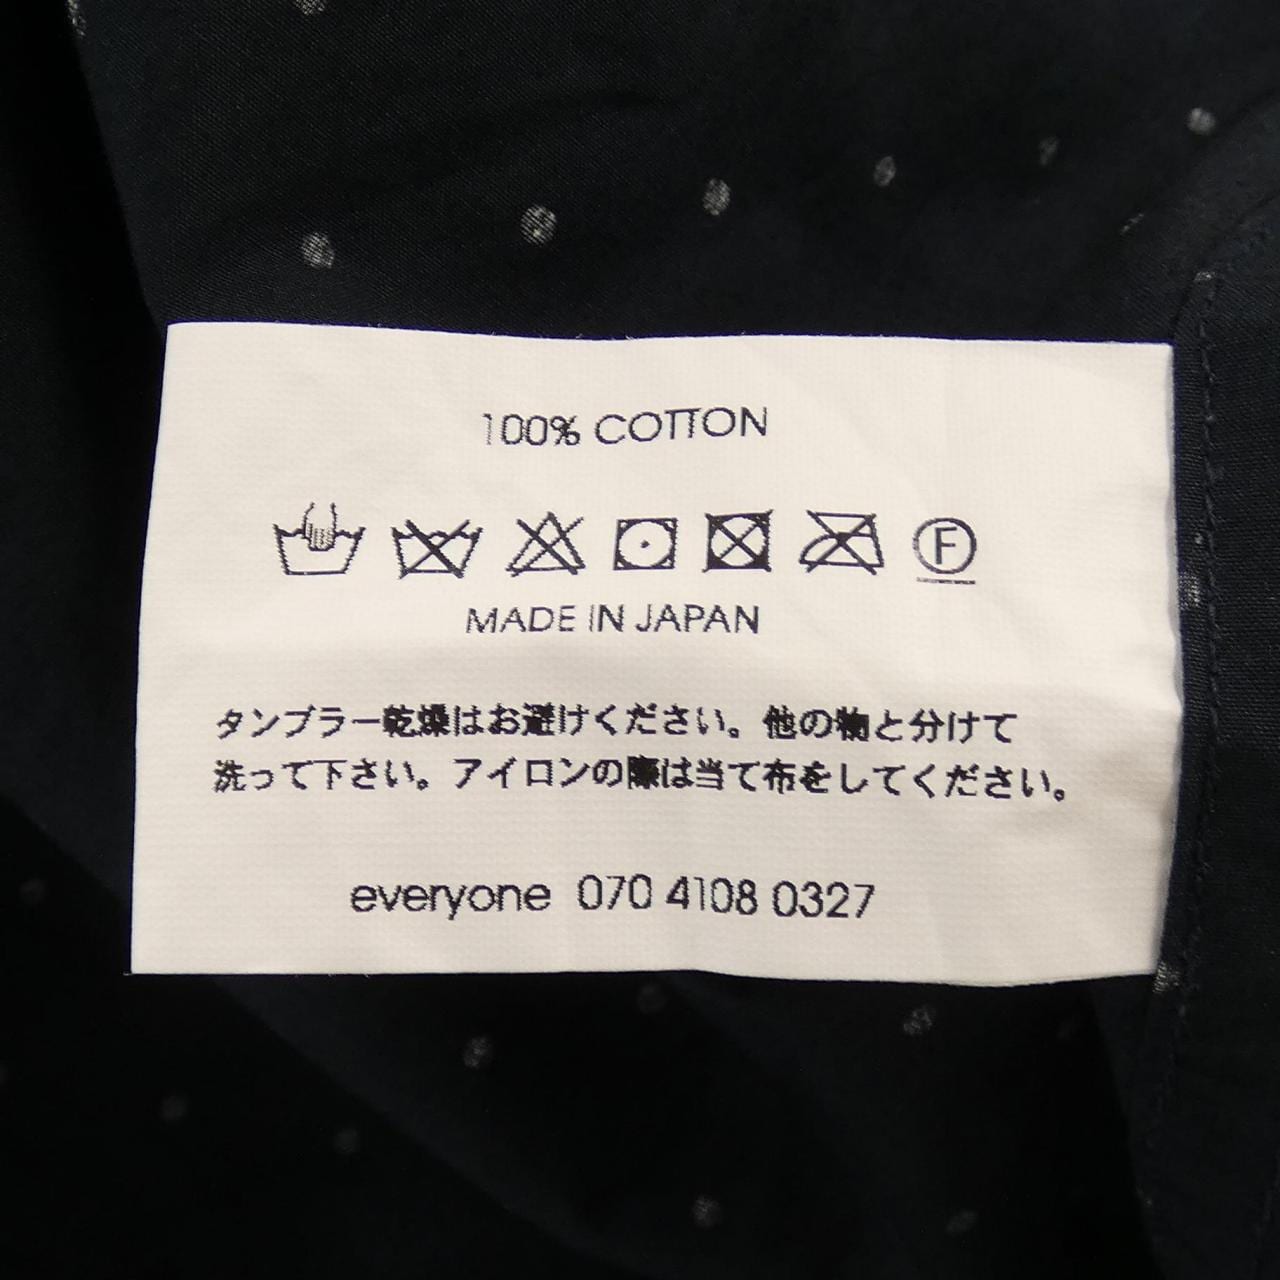 100% COTTON
F
MADE IN JAPAN
タンブラー乾燥はお避けください。他の物と分けて
洗って下さい。アイロンの際は当て布をしてください。
everyone 070 4108 0327